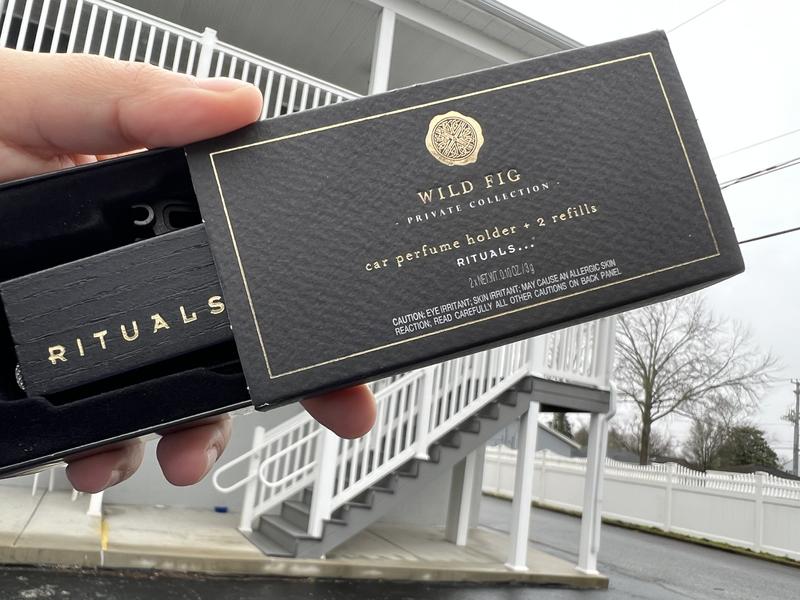 WILD FIG
· PRIVATE COLLECTION ·
car perfume holder + 2 refills
RITUALS...
2 x NET WT. 0.10 OZ. / 3 g
CAUTION: EYE IRRITANT; SKIN IRRITANT; MAY CAUSE AN ALLERGIC SKIN
REACTION; READ CAREFULLY ALL OTHER CAUTIONS ON BACK PANEL
RITUALS